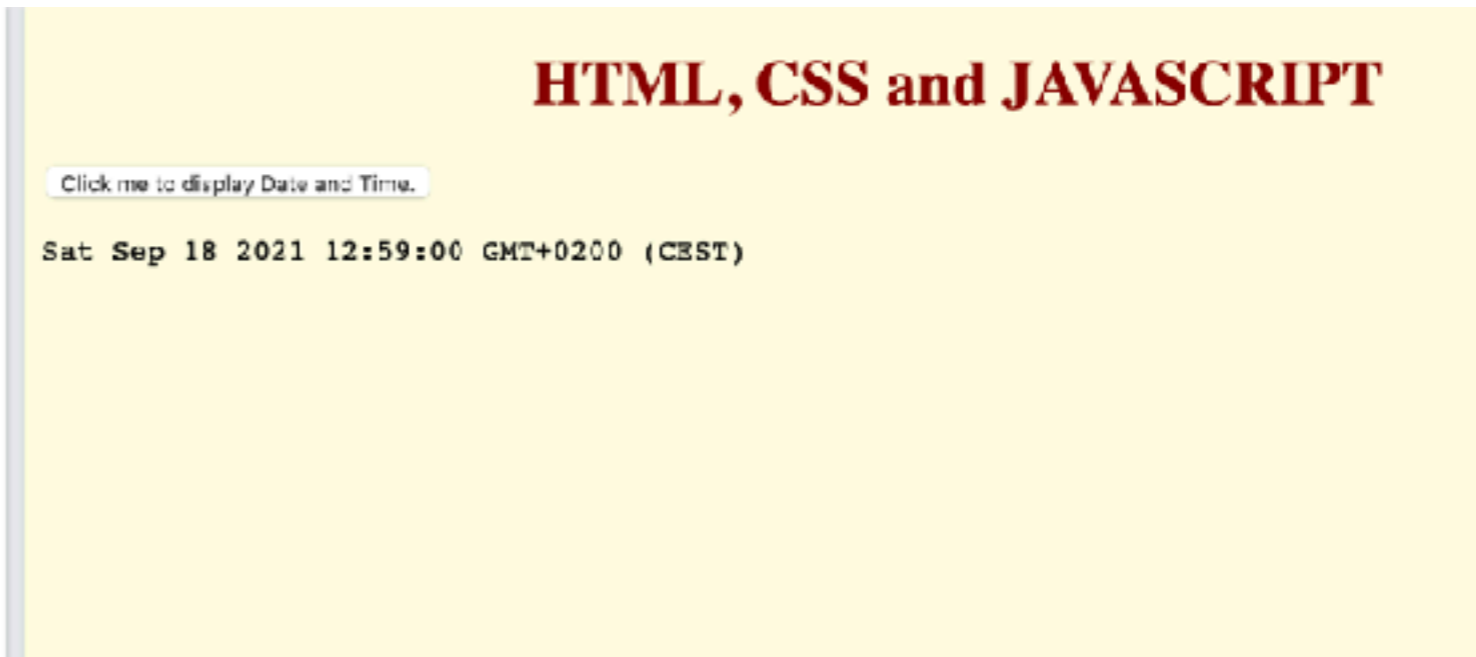 HTML, CSS and JAVASCRIPT
Click me to display Date and Time.
Sat Sep 18 2021 12:59:00 GMT+0200 (CEST)